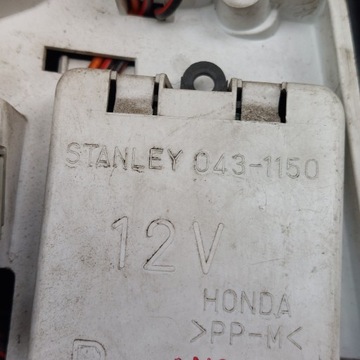 STANLEY 043-1150
12V
HONDA
>PP-M<